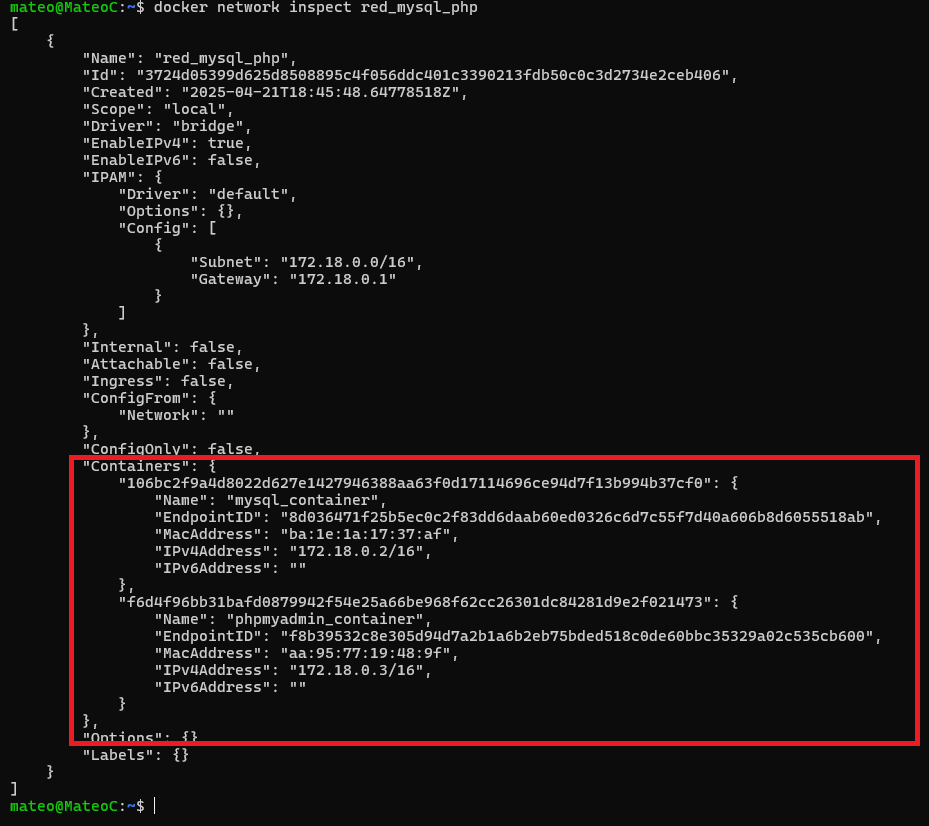 mateo@MateoC:~$ docker network inspect red_mysql_php
[
    {
        "Name": "red_mysql_php",
        "Id": "3724d05399d625d8508895c4f056ddc401c3390213fdb50c0c3d2734e2ceb406",
        "Created": "2025-04-21T18:45:48.64778518Z",
        "Scope": "local",
        "Driver": "bridge",
        "EnableIPv4": true,
        "EnableIPv6": false,
        "IPAM": {
            "Driver": "default",
            "Options": {},
            "Config": [
                {
                    "Subnet": "172.18.0.0/16",
                    "Gateway": "172.18.0.1"
                }
            ]
        },
        "Internal": false,
        "Attachable": false,
        "Ingress": false,
        "ConfigFrom": {
            "Network": ""
        },
        "ConfigOnly": false,
        "Containers": {
            "106bc2f9a4d8022d627e1427946388aa63f0d17114696ce94d7f13b994b37cf0": {
                "Name": "mysql_container",
                "EndpointID": "8d036471f25b5ec0c2f83dd6daab60ed0326c6d7c55f7d40a606b8d6055518ab",
                "MacAddress": "ba:1e:1a:17:37:af",
                "IPv4Address": "172.18.0.2/16",
                "IPv6Address": ""
            },
            "f6d4f96bb31bafd0879942f54e25a66be968f62cc26301dc84281d9e2f021473": {
                "Name": "phpmyadmin_container",
                "EndpointID": "f8b39532c8e305d94d7a2b1a6b2eb75bded518c0de60bbc35329a02c535cb600",
                "MacAddress": "aa:95:77:19:48:9f",
                "IPv4Address": "172.18.0.3/16",
                "IPv6Address": ""
            }
        },
        "Options": {}
        "Labels": {}
    }
]
mateo@MateoC:~$